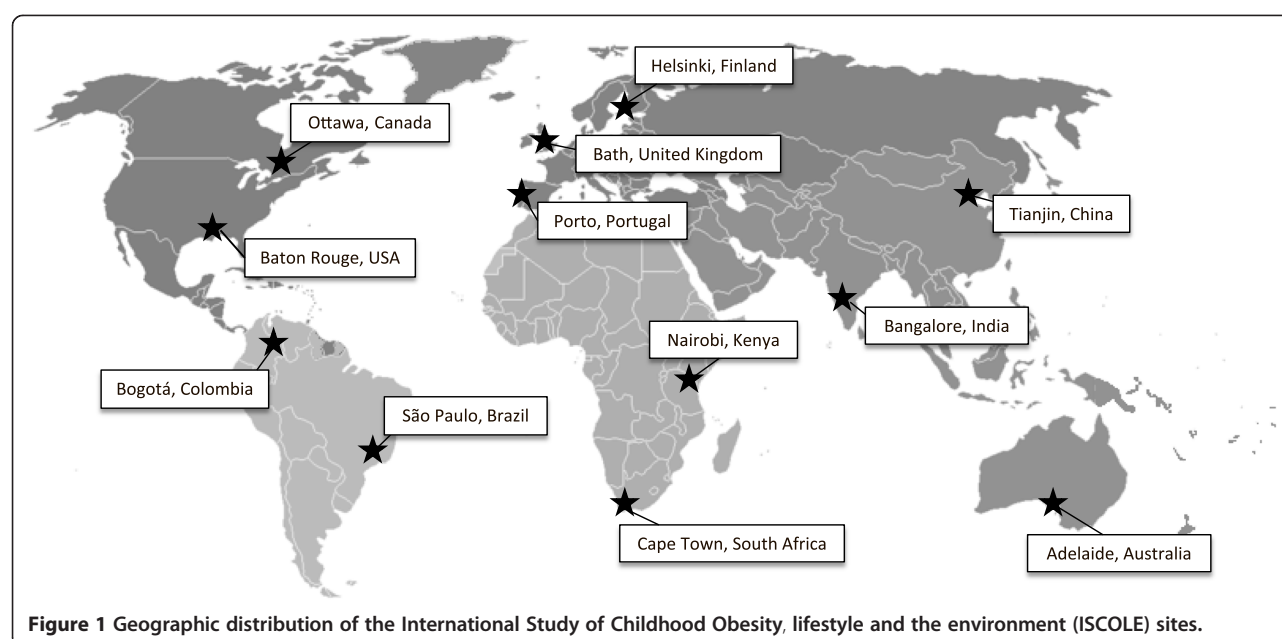 Helsinki, Finland
Ottawa, Canada
Bath, United Kingdom
Tianjin, China
Porto, Portugal
Baton Rouge, USA
Bangalore, India
Nairobi, Kenya
Bogotá, Colombia
São Paulo, Brazil
Cape Town, South Africa
Adelaide, Australia
Figure 1 Geographic distribution of the International Study of Childhood Obesity, lifestyle and the environment (ISCOLE) sites.